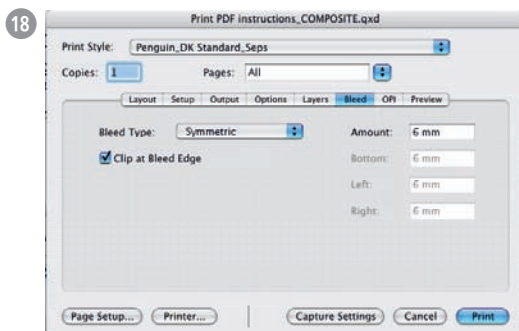 18
Print PDF instructions_COMPOSITE.qxd
Print Style: Penguin_DK Standard_Seps
Copies: 1 Pages: All
Layout Setup Output Options Layers Bleed OPI Preview
Bleed Type: Symmetric Amount: 6 mm
Clip at Bleed Edge Bottom: 6 mm
Left: 6 mm
Right: 6 mm
Page Setup... Printer... Capture Settings Cancel Print